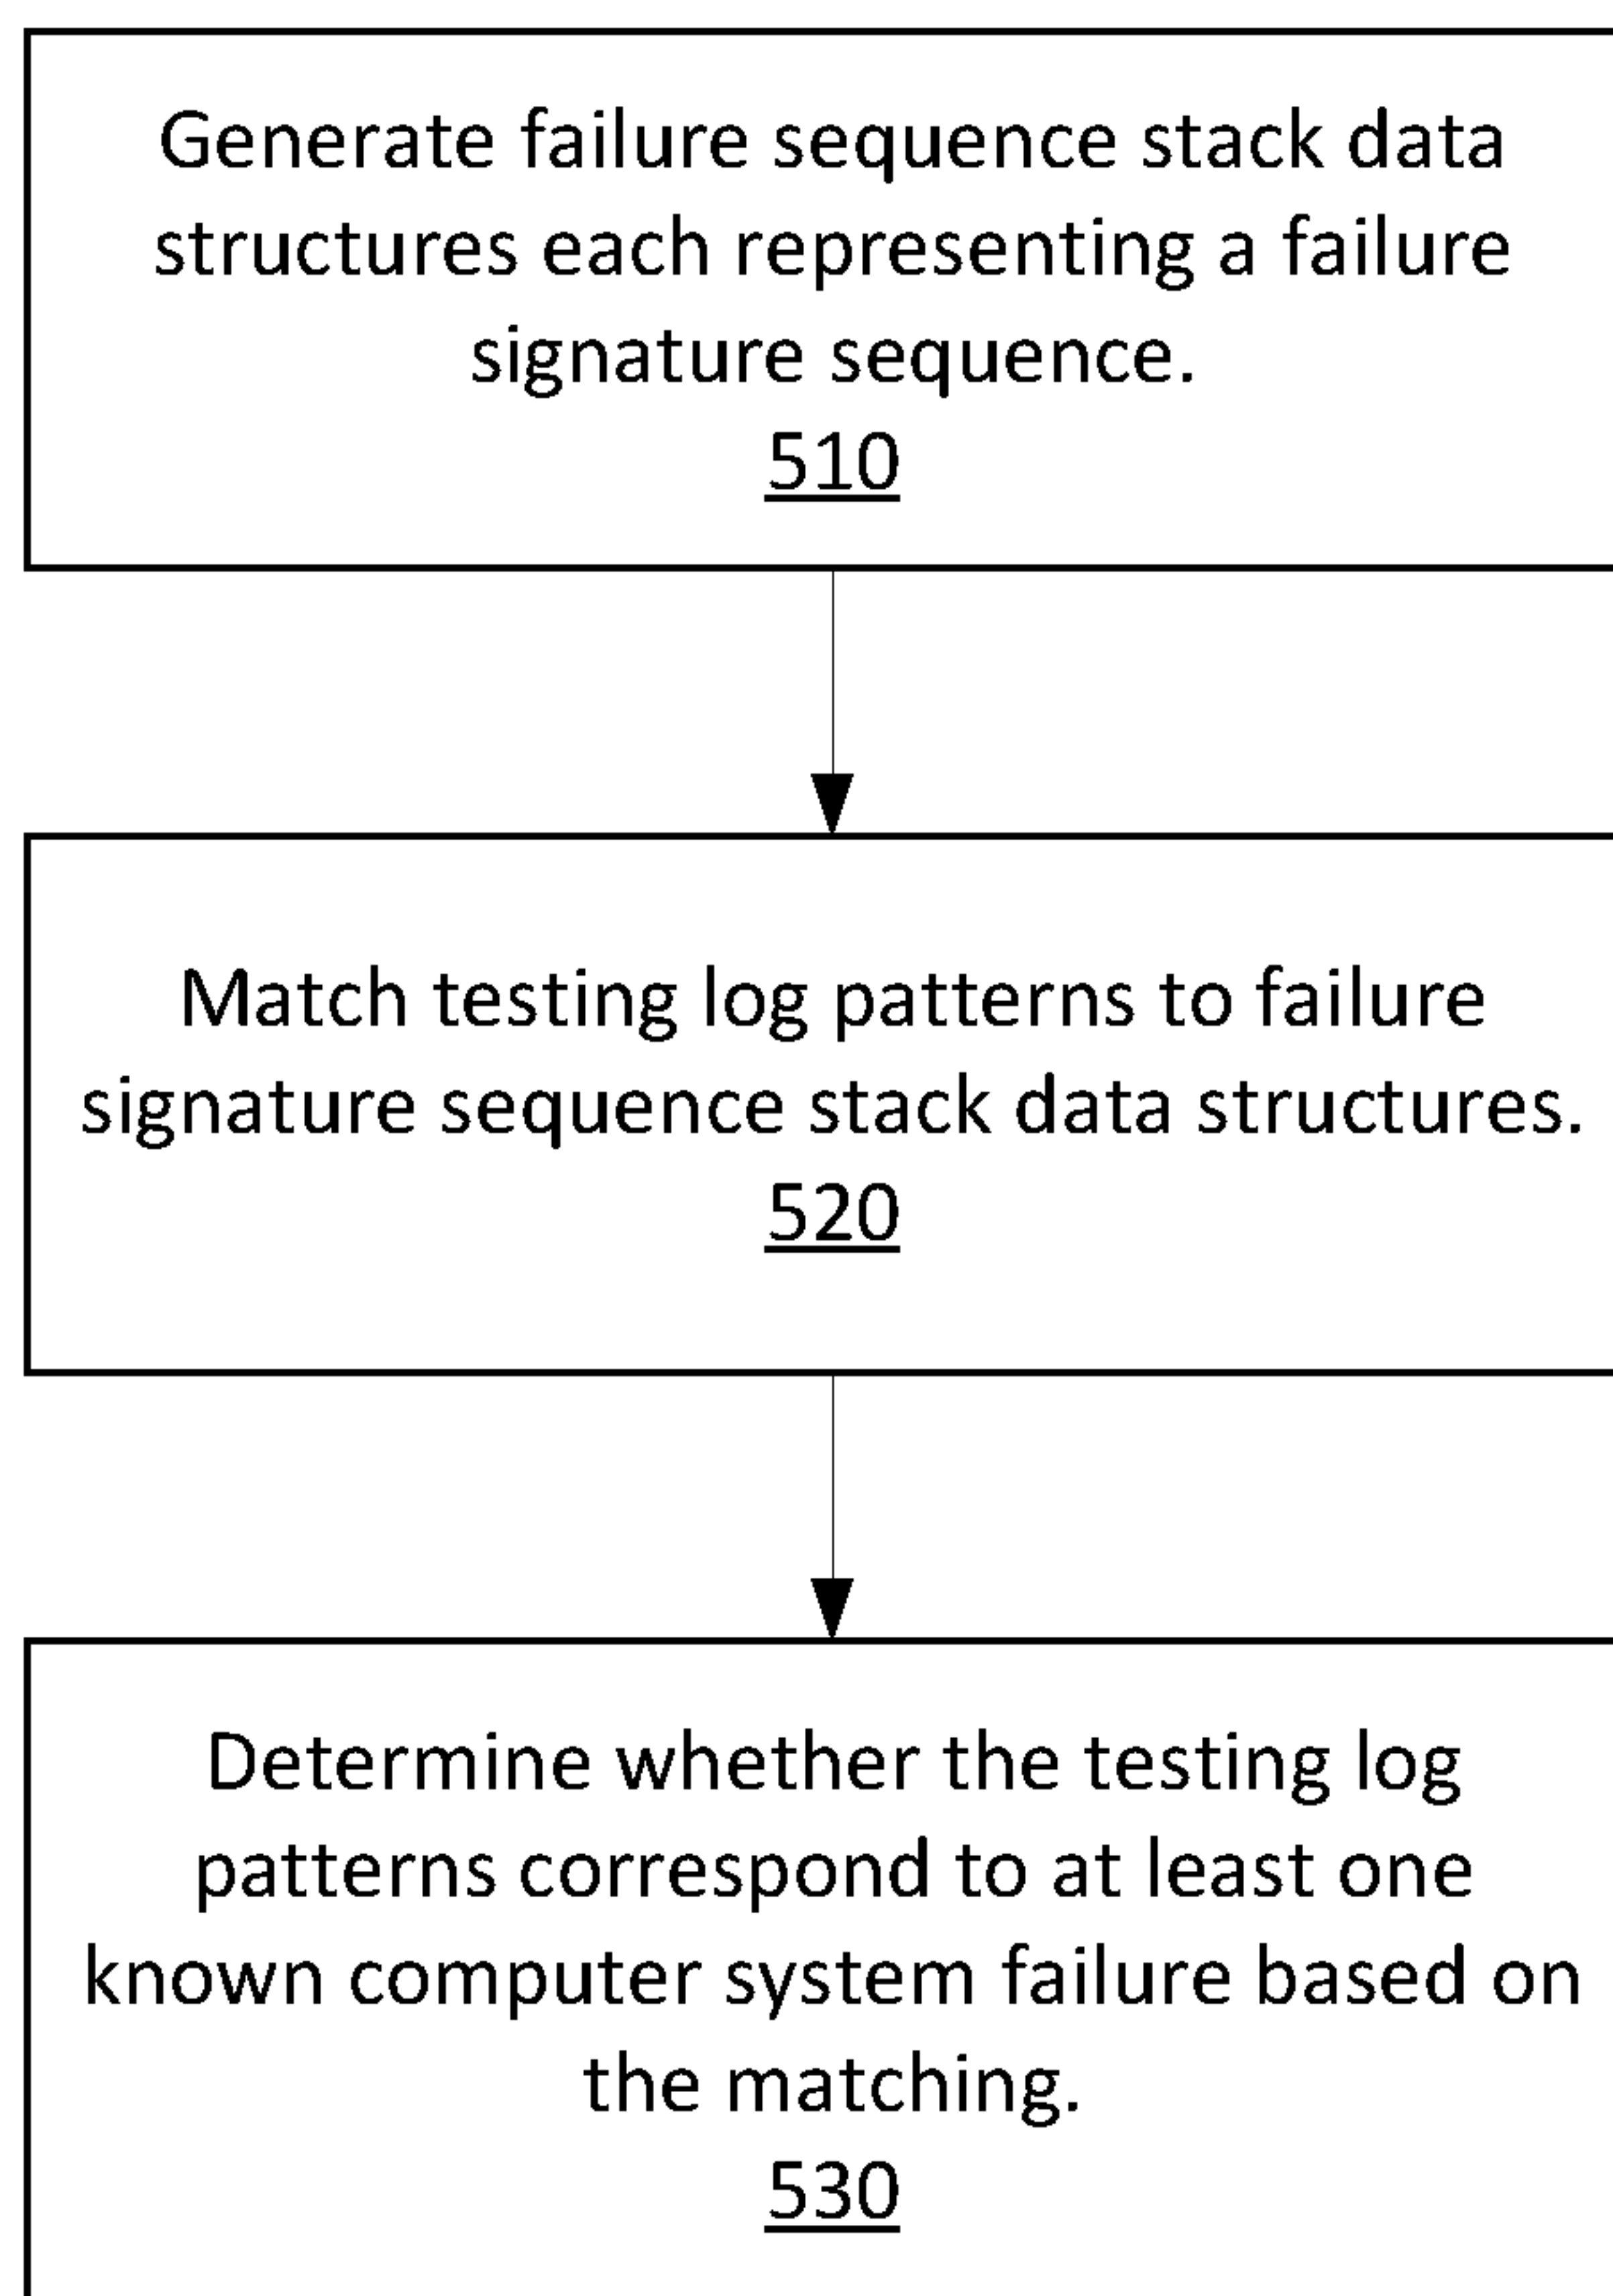 Generate failure sequence stack data
structures each representing a failure
signature sequence.
510
Match testing log patterns to failure
signature sequence stack data structures.
520
Determine whether the testing log
patterns correspond to at least one
known computer system failure based on
the matching.
530